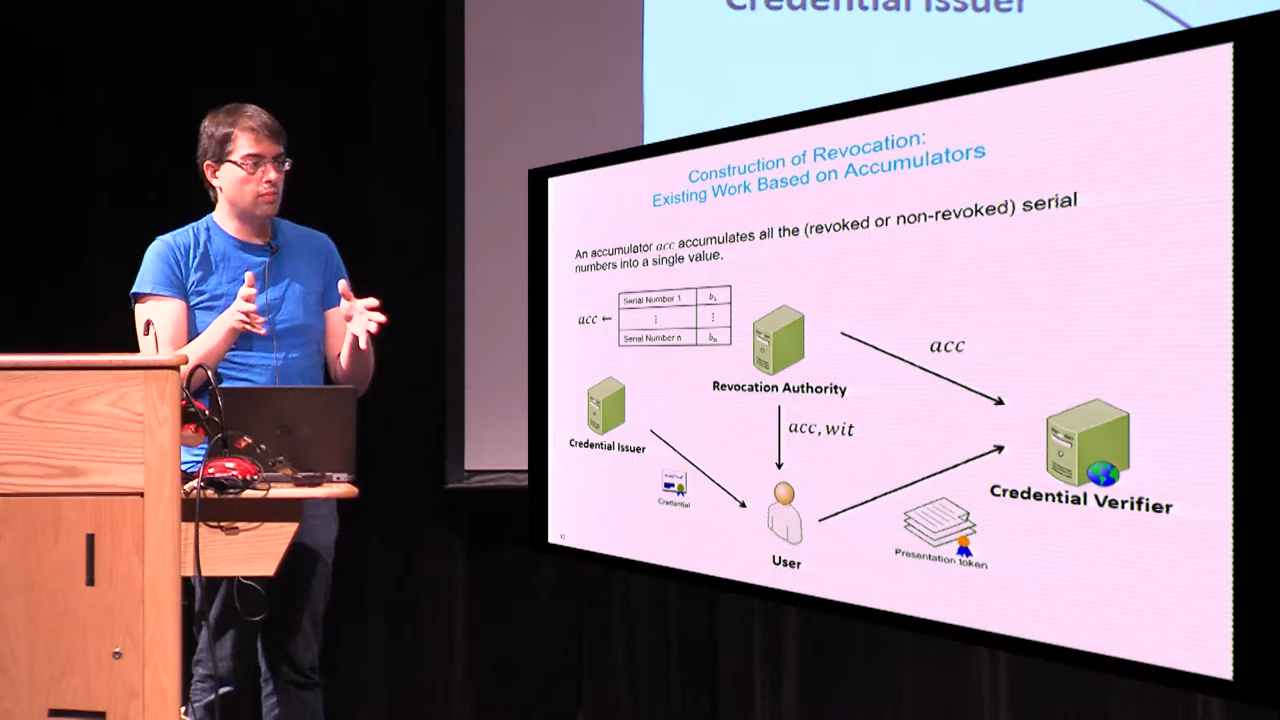 Credential Issuer
Construction of Revocation:
Existing Work Based on Accumulators
An accumulator acc accumulates all the (revoked or non-revoked) serial
numbers into a single value.
acc ←
Serial Number 1 b₁
⋮ ⋮
Serial Number n bₙ
acc
Revocation Authority
acc, wit
Credential Issuer
Credential
Credential Verifier
Presentation token
User